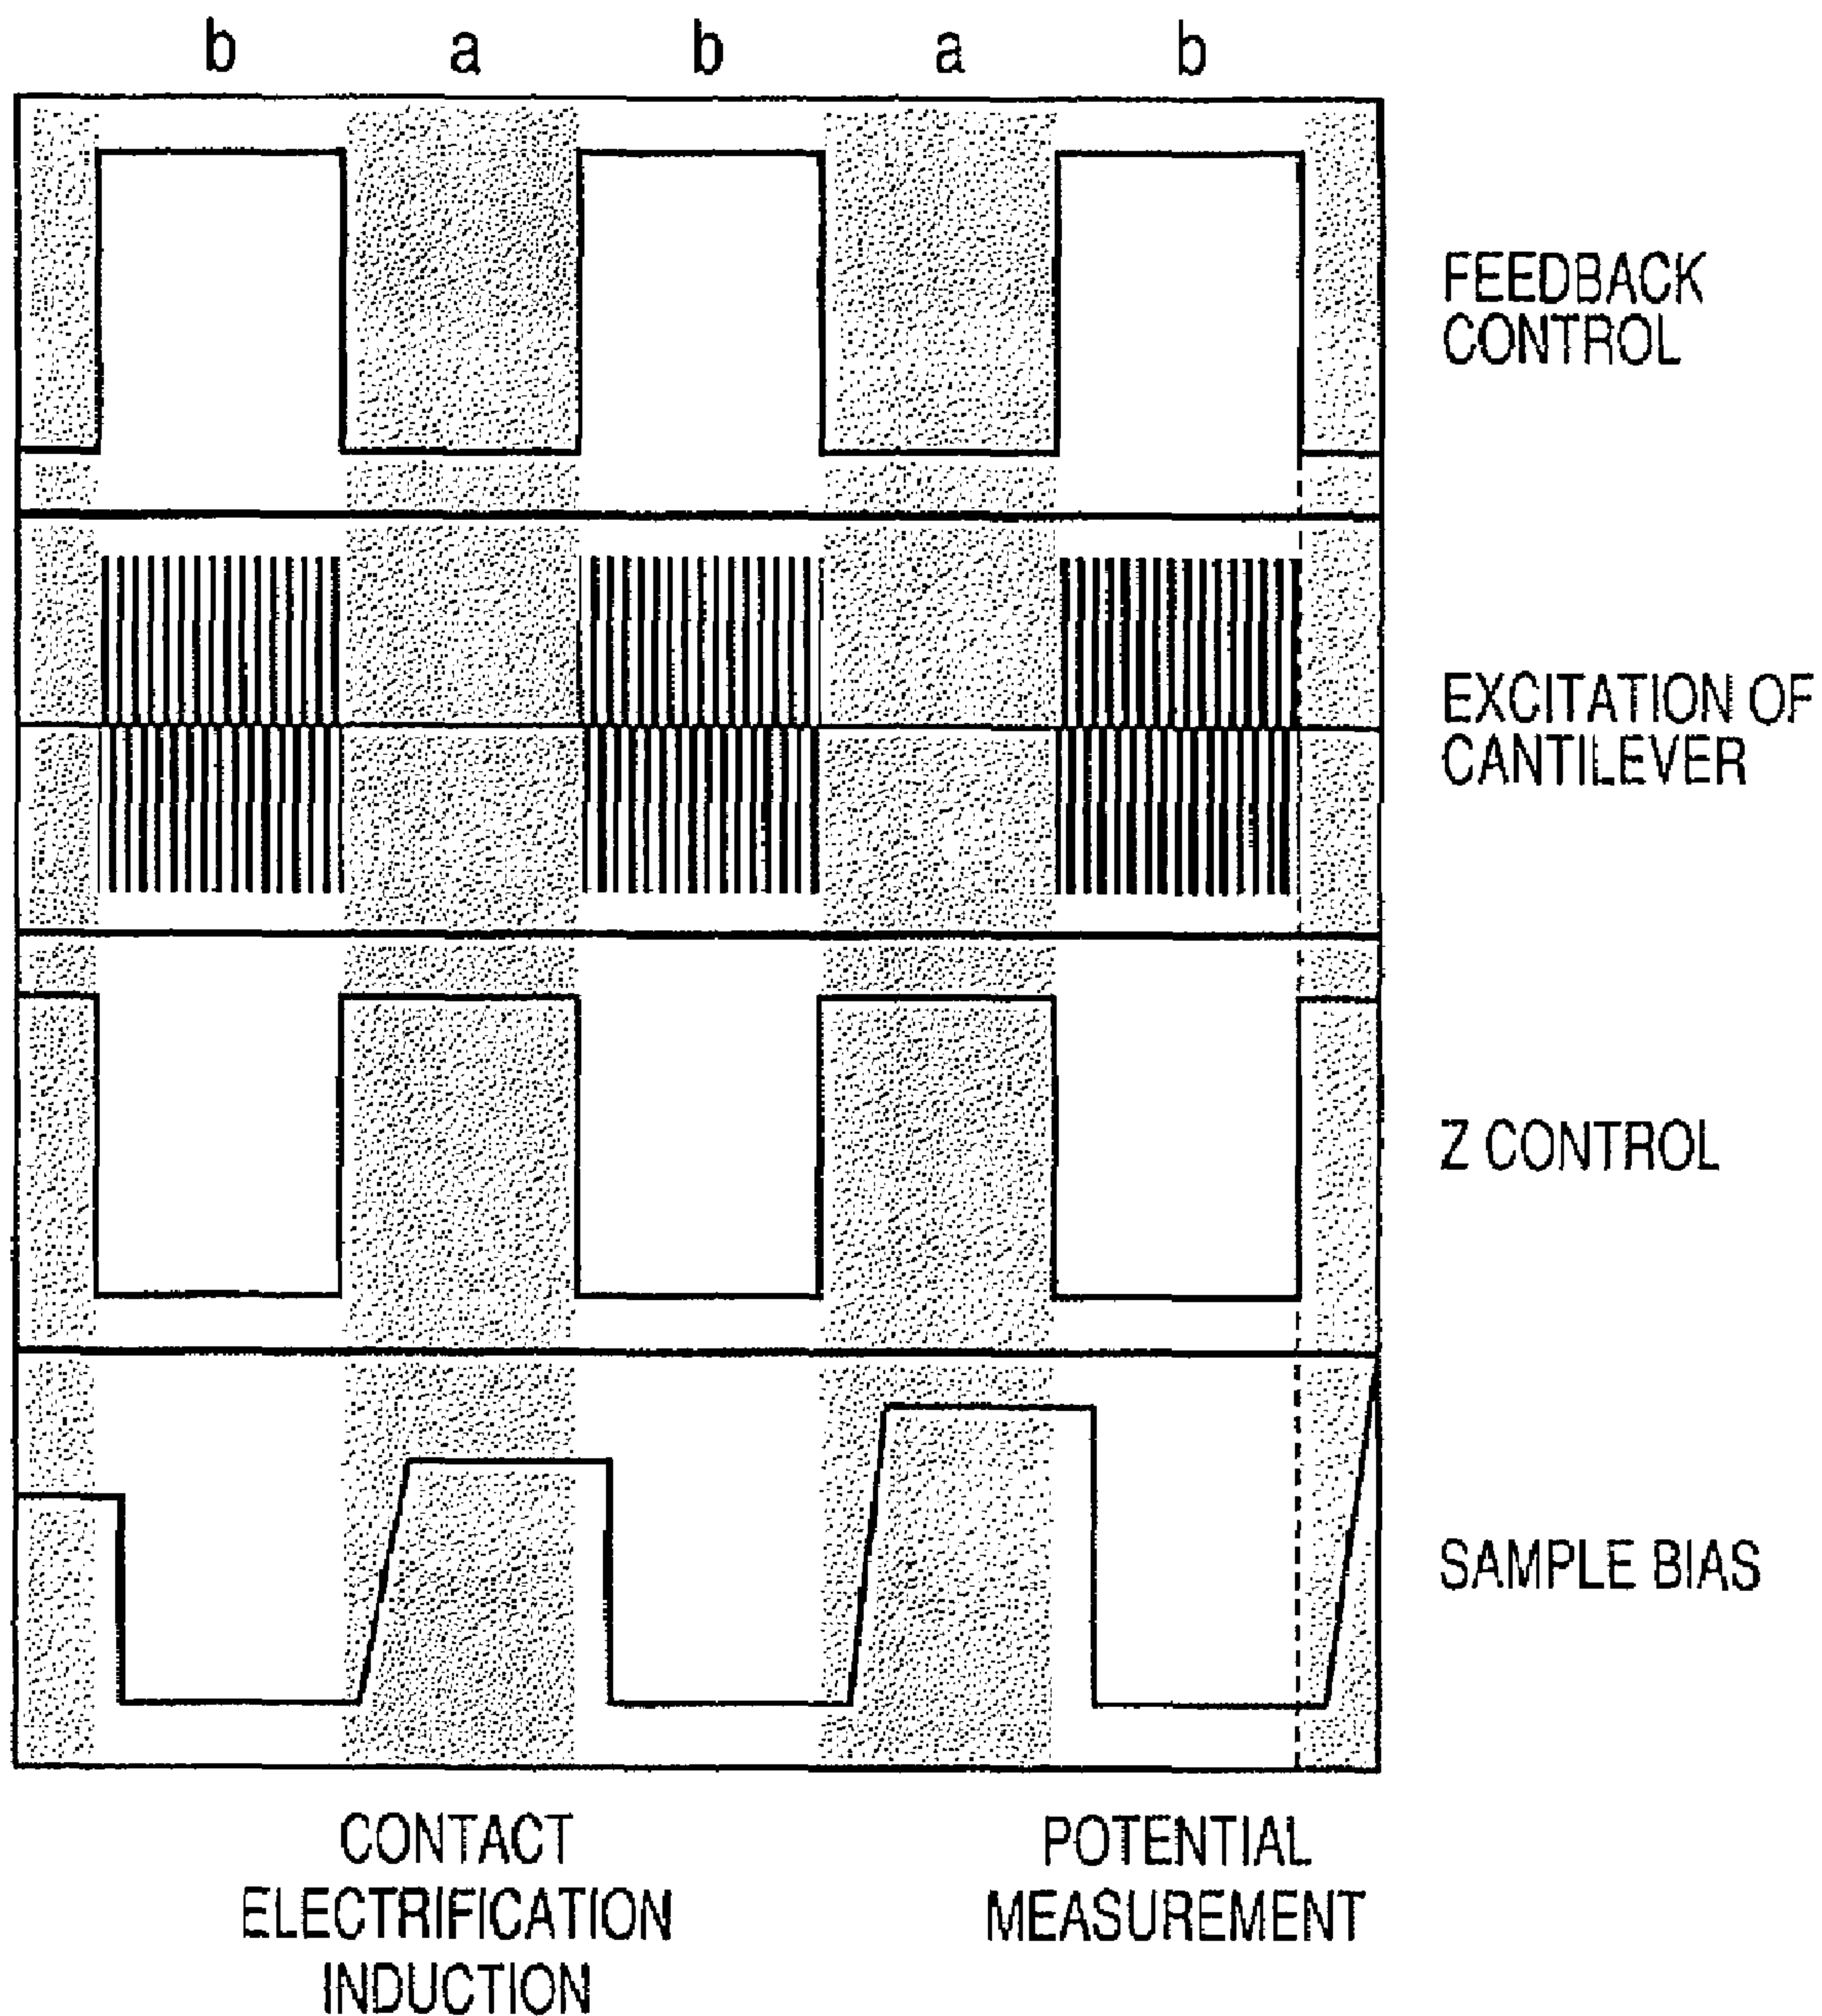 b a b a b
FEEDBACK
CONTROL
EXCITATION OF
CANTILEVER
Z CONTROL
SAMPLE BIAS
CONTACT
ELECTRIFICATION
INDUCTION
POTENTIAL
MEASUREMENT